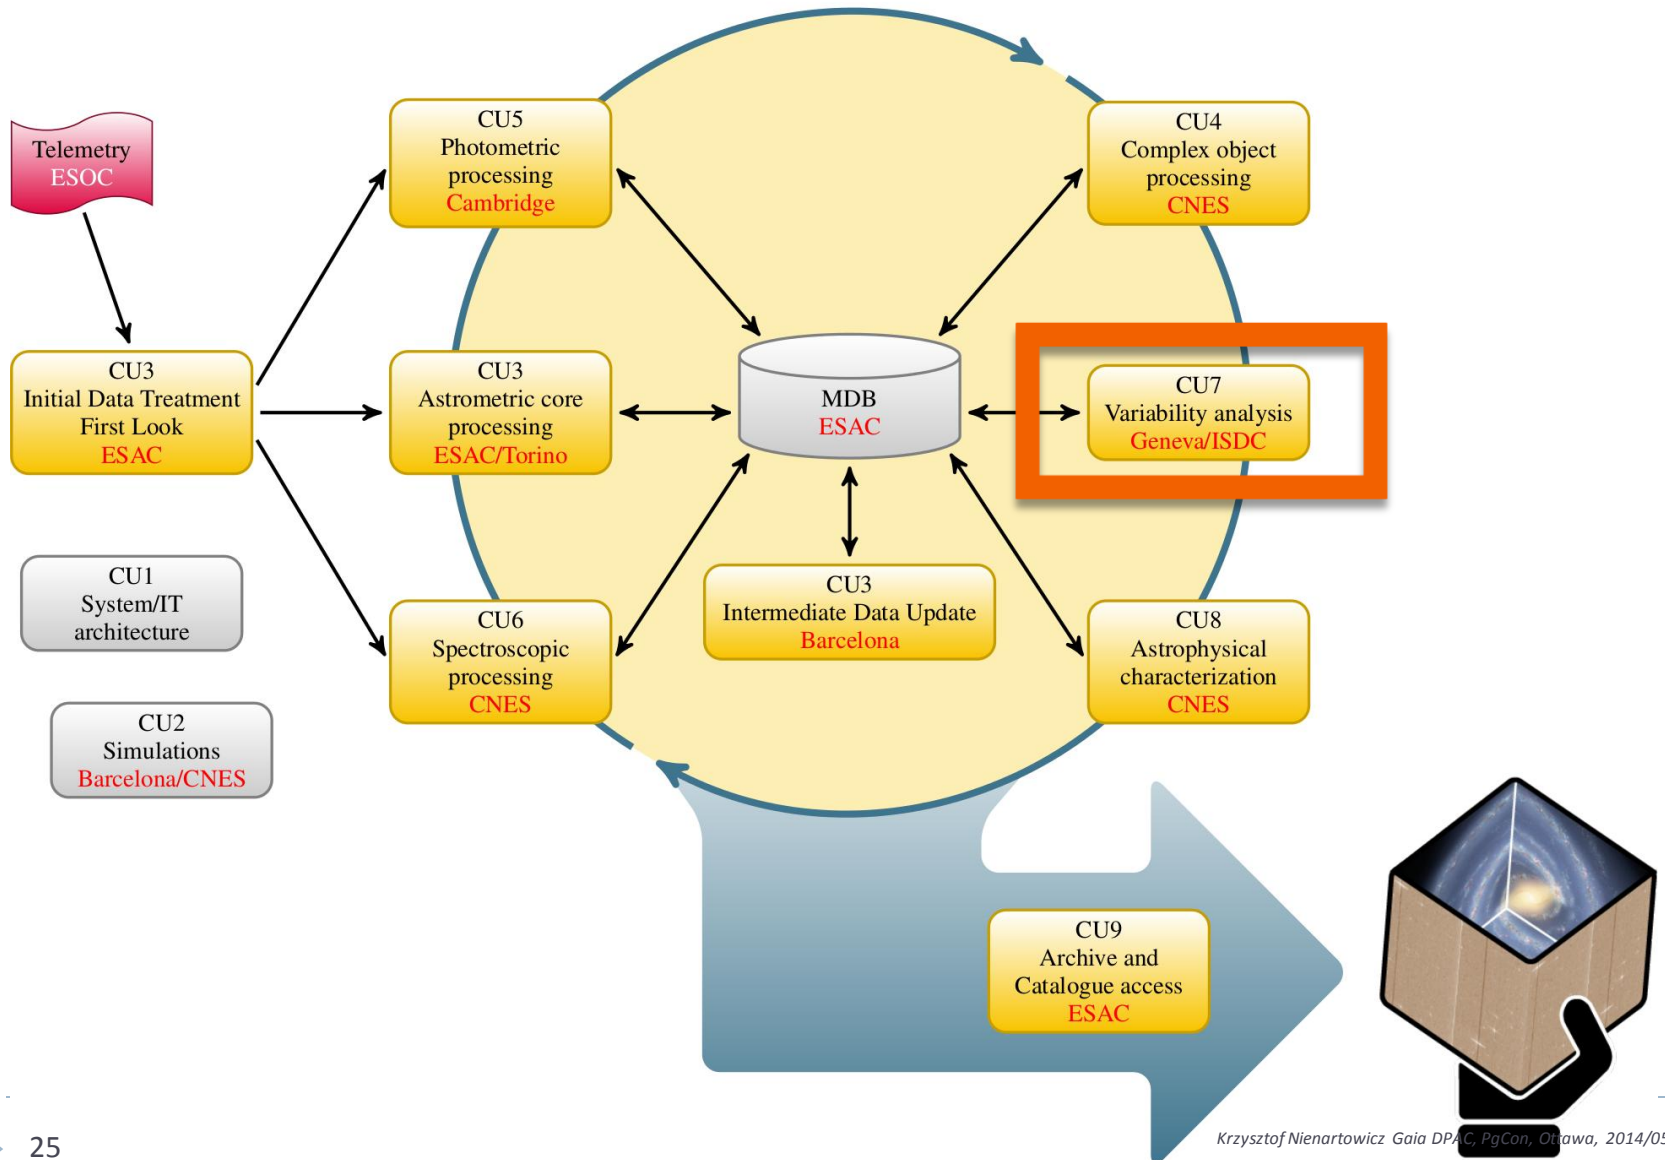 Telemetry
ESOC
CU3
Initial Data Treatment
First Look
ESAC
CU1
System/IT
architecture
CU2
Simulations
Barcelona/CNES
CU5
Photometric
processing
Cambridge
CU3
Astrometric core
processing
ESAC/Torino
CU6
Spectroscopic
processing
CNES
MDB
ESAC
CU3
Intermediate Data Update
Barcelona
CU4
Complex object
processing
CNES
CU7
Variability analysis
Geneva/ISDC
CU8
Astrophysical
characterization
CNES
CU9
Archive and
Catalogue access
ESAC
25
Krzysztof Nienartowicz Gaia DPAC, PgCon, Ottawa, 2014/05